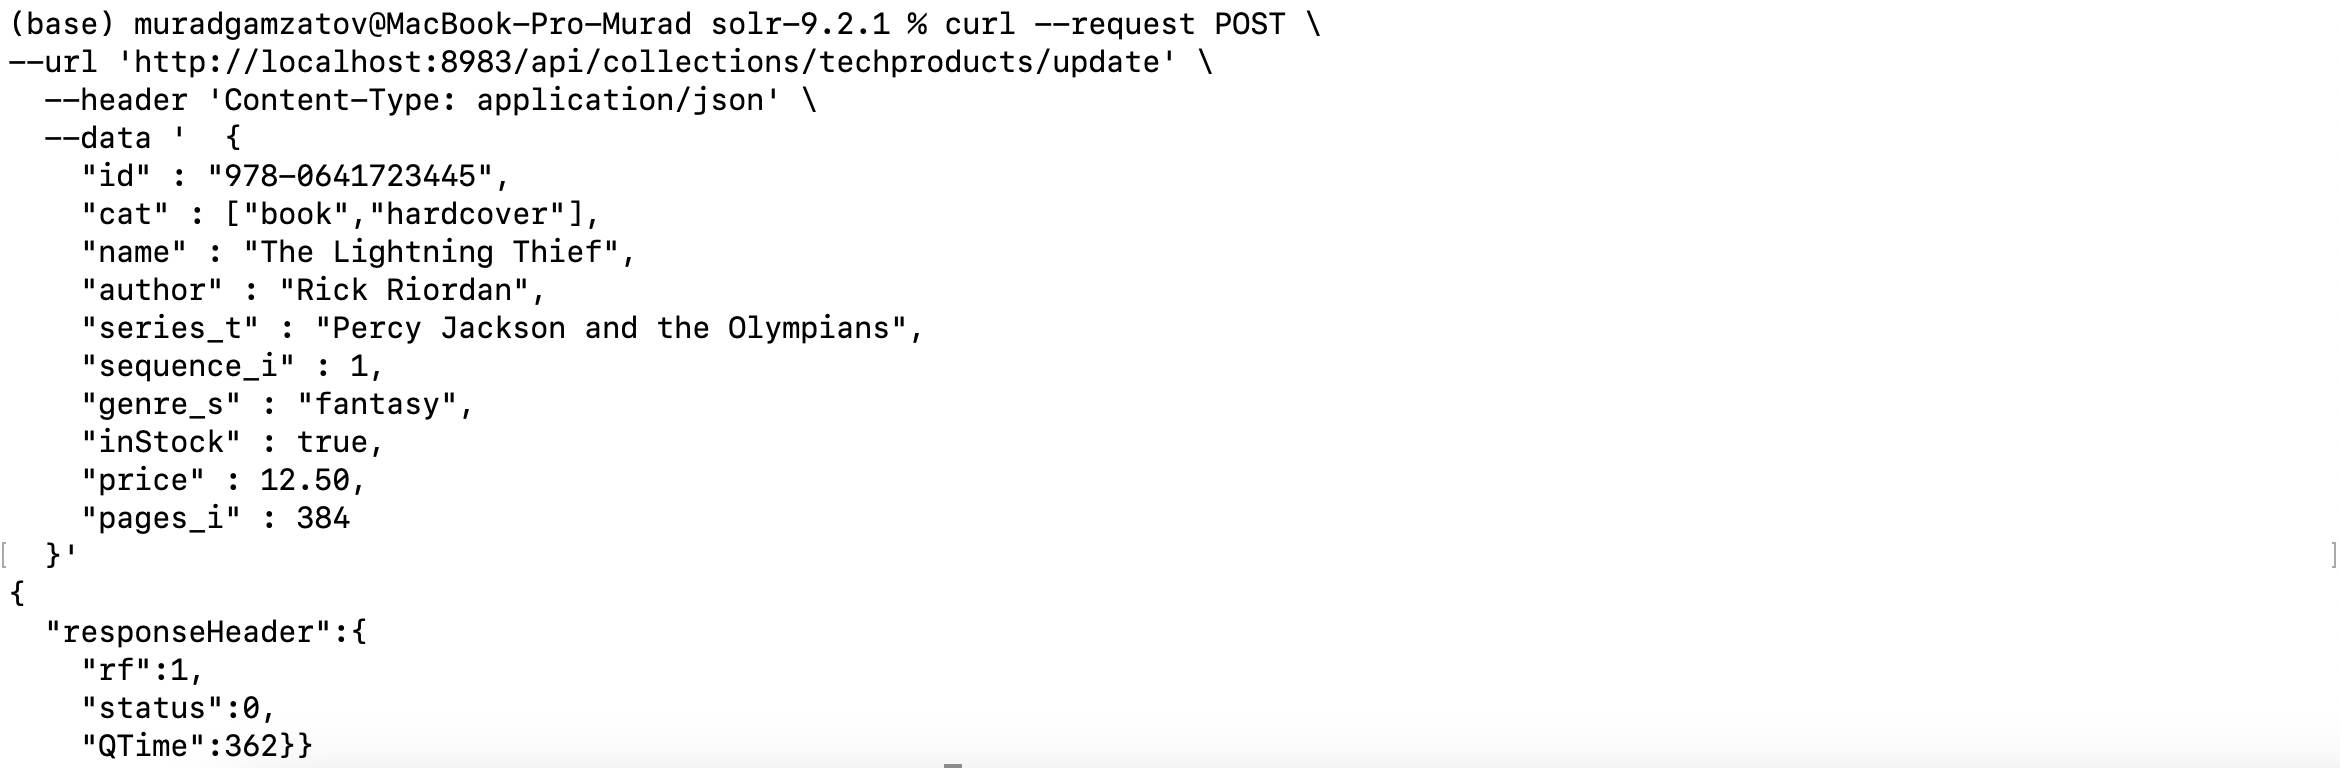 (base) muradgamzatov@MacBook-Pro-Murad solr-9.2.1 % curl --request POST \
--url 'http://localhost:8983/api/collections/techproducts/update' \
  --header 'Content-Type: application/json' \
  --data '  {
    "id" : "978-0641723445",
    "cat" : ["book","hardcover"],
    "name" : "The Lightning Thief",
    "author" : "Rick Riordan",
    "series_t" : "Percy Jackson and the Olympians",
    "sequence_i" : 1,
    "genre_s" : "fantasy",
    "inStock" : true,
    "price" : 12.50,
    "pages_i" : 384
[ }' ]
{
  "responseHeader":{
    "rf":1,
    "status":0,
    "QTime":362}}